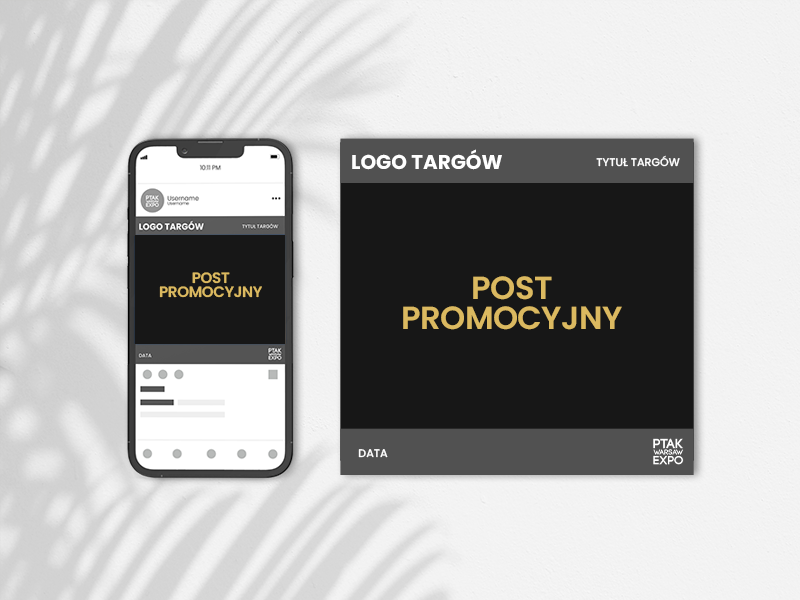 10:11 PM
PTAK
WARSAW
EXPO
Username
Username
LOGO TARGÓW
TYTUŁ TARGÓW
POST
PROMOCYJNY
DATA
PTAK
WARSAW
EXPO
LOGO TARGÓW
TYTUŁ TARGÓW
POST
PROMOCYJNY
DATA
PTAK
WARSAW
EXPO